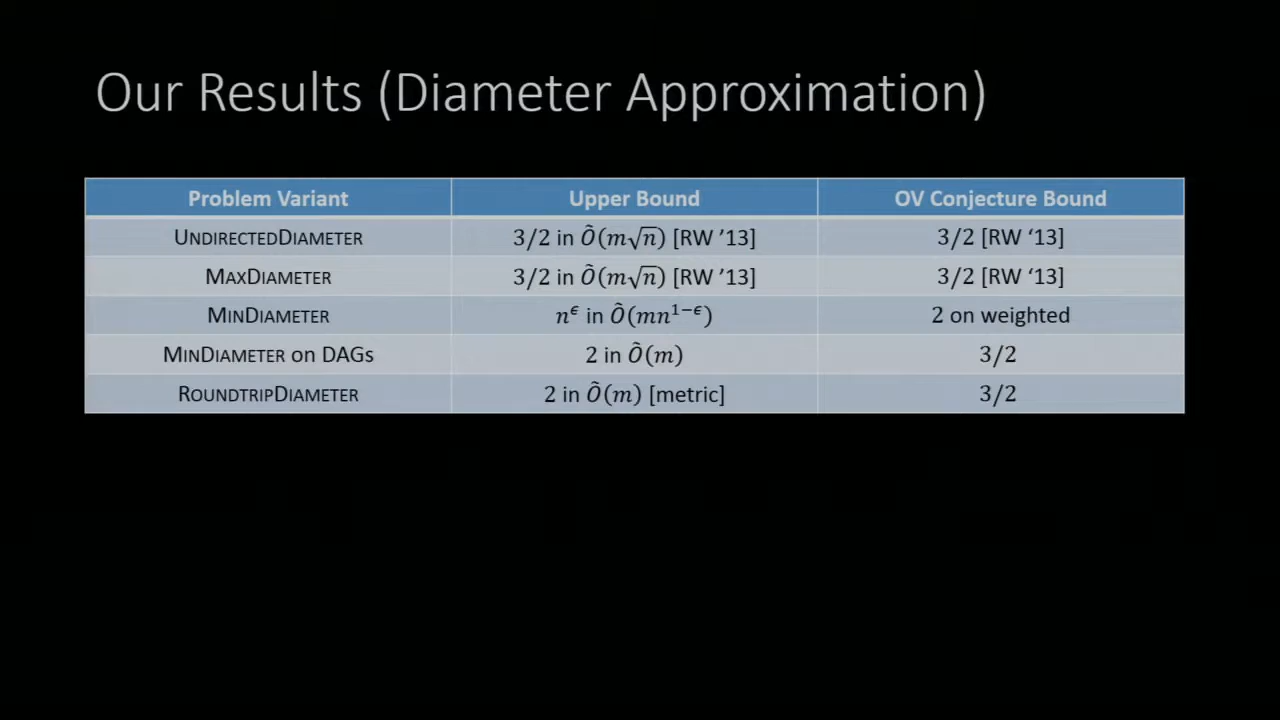 Our Results (Diameter Approximation)
Problem Variant Upper Bound OV Conjecture Bound
UNDIRECTEDDIAMETER 3/2 in Õ(m√n) [RW ’13] 3/2 [RW ‘13]
MAXDIAMETER 3/2 in Õ(m√n) [RW ’13] 3/2 [RW ‘13]
MINDIAMETER n^ϵ in Õ(mn^{1−ϵ}) 2 on weighted
MINDIAMETER on DAGs 2 in Õ(m) 3/2
ROUNDTRIPDIAMETER 2 in Õ(m) [metric] 3/2